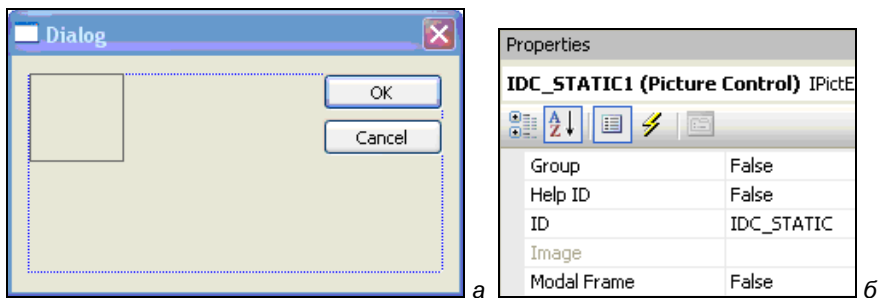 Dialog
OK
Cancel
а
Properties
IDC_STATIC1 (Picture Control) IPictE
A
Z
Group False
Help ID False
ID IDC_STATIC
Image
Modal Frame False
б